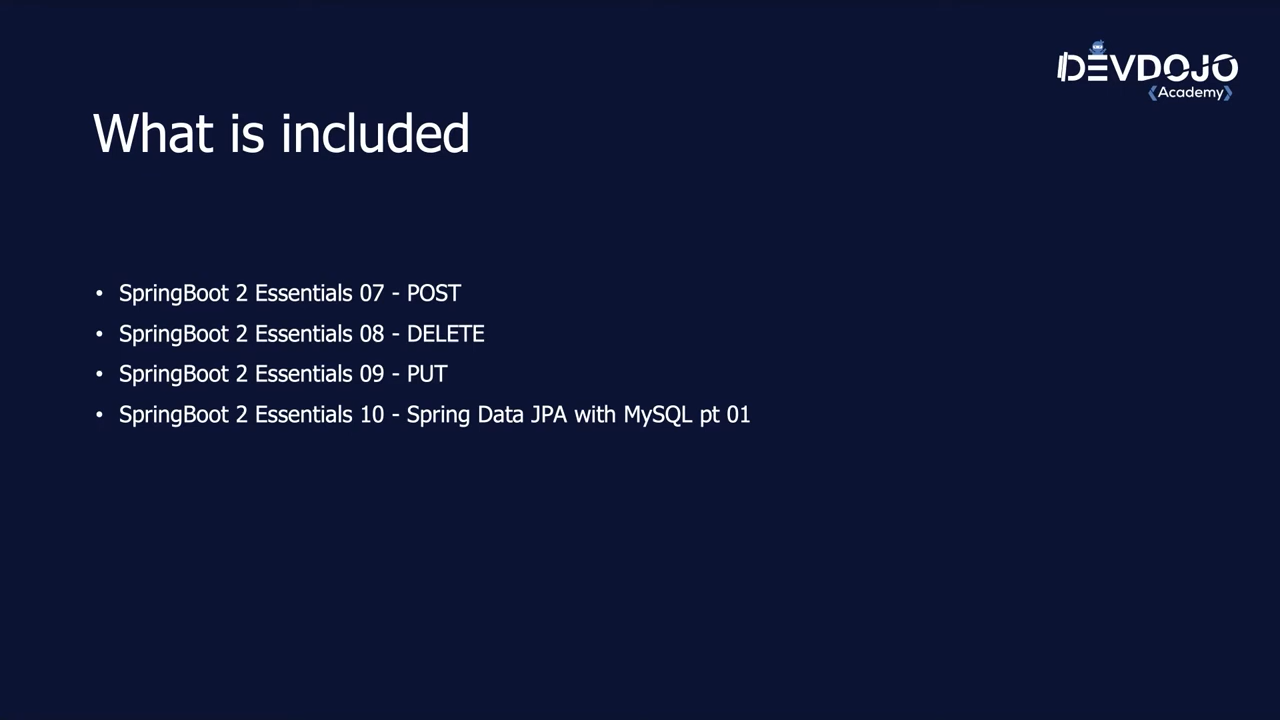 DEVDOJO
Academy
What is included
• SpringBoot 2 Essentials 07 - POST
• SpringBoot 2 Essentials 08 - DELETE
• SpringBoot 2 Essentials 09 - PUT
• SpringBoot 2 Essentials 10 - Spring Data JPA with MySQL pt 01